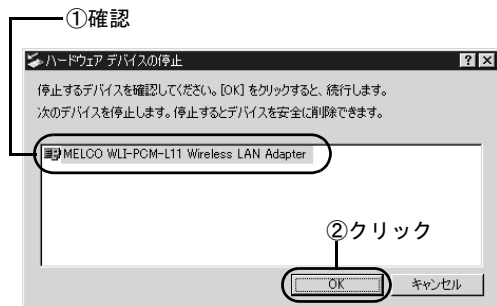 ①確認
ハードウェア デバイスの停止
停止するデバイスを確認してください。[OK] をクリックすると、続行します。
次のデバイスを停止します。停止するとデバイスを安全に削除できます。
MELCO WLI-PCM-L11 Wireless LAN Adapter
②クリック
OK
キャンセル